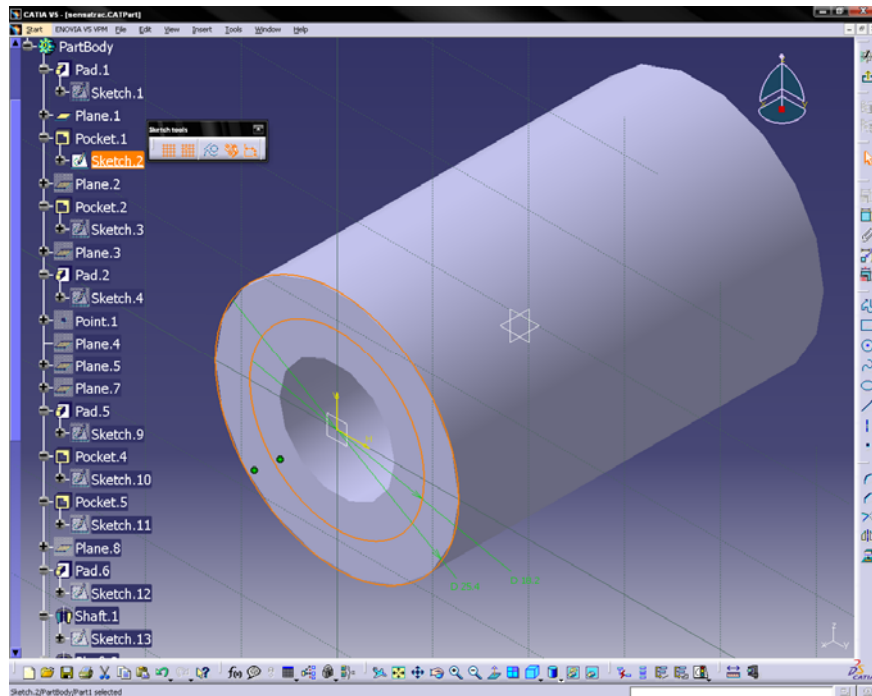 CATIA V5 - [sensatrac.CATPart]
Start ENOVIA V5 VPM File Edit View Insert Tools Window Help
PartBody
Pad.1
Sketch.1
Plane.1
Pocket.1
Sketch tools
Sketch.2
Plane.2
Pocket.2
Sketch.3
Plane.3
Pad.2
Sketch.4
Point.1
Plane.4
Plane.5
Plane.7
Pad.5
Sketch.9
Pocket.4
Sketch.10
Pocket.5
Sketch.11
Plane.8
Pad.6
Sketch.12
Shaft.1
Sketch.13
z
x y
f(x)
CATIA
Sketch.2/PartBody/Part1 selected